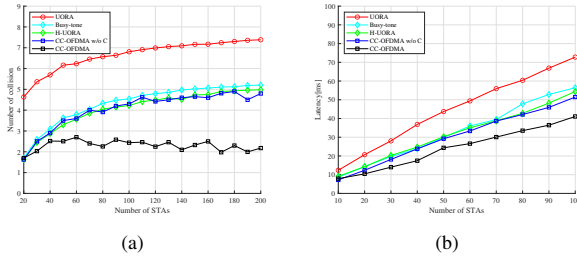 UORA
Busy-tone
H-UORA
CC-OFDMA w/o C
CC-OFDMA
Number of collision
9
8
7
6
5
4
3
2
1
0
20 40 60 80 100 120 140 160 180 200
Number of STAs
(a)
UORA
Busy-tone
H-UORA
CC-OFDMA w/o C
CC-OFDMA
Latency[ms]
100
90
80
70
60
50
40
30
20
10
0
10 20 30 40 50 60 70 80 90 100
Number of STAs
(b)